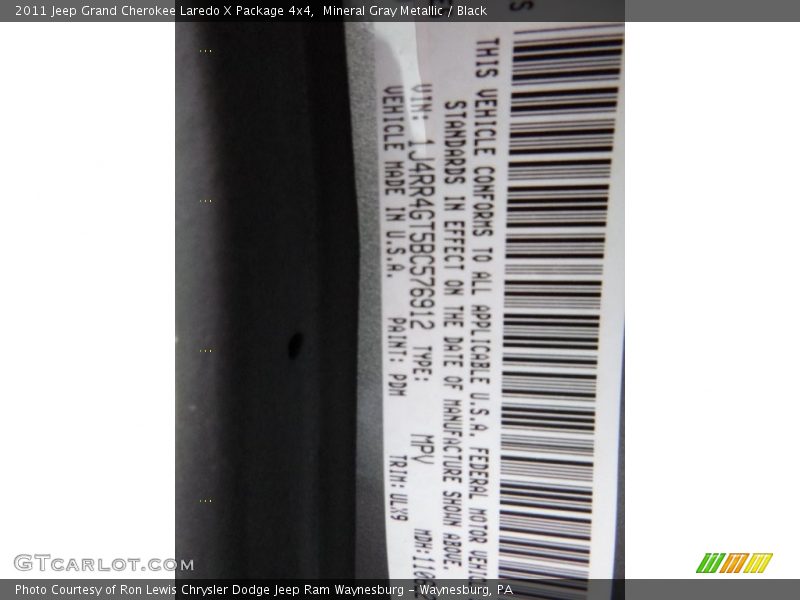 2011 Jeep Grand Cherokee Laredo X Package 4x4, Mineral Gray Metallic / Black
THIS VEHICLE CONFORMS TO ALL APPLICABLE U.S.A. FEDERAL MOTOR
STANDARDS IN EFFECT ON THE DATE OF MANUFACTURE SHOWN ABOVE.
VIN: 1J4RR4GT5BC576912 TYPE: MPV
VEHICLE MADE IN U.S.A. PAINT: PDM TRIM: ULX9
GTCARLOT.COM
Photo Courtesy of Ron Lewis Chrysler Dodge Jeep Ram Waynesburg - Waynesburg, PA